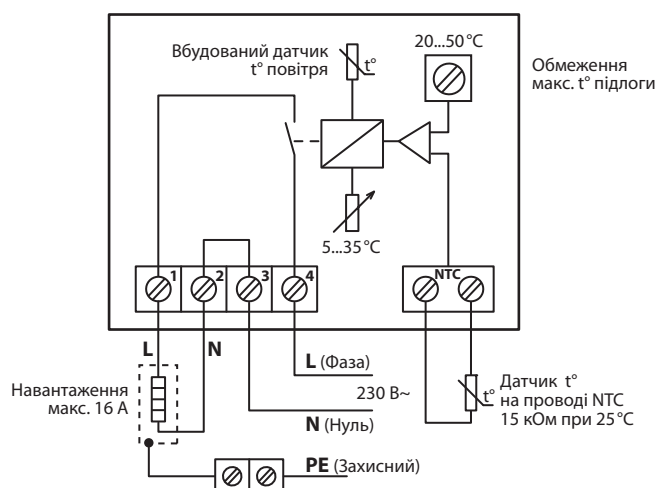 Вбудований датчик
t° повітря
t°
20...50 °C
Обмеження
макс. t° підлоги
5...35 °C
1
2
3
4
NTC
L
N
L (Фаза)
230 В~
N (Нуль)
PE (Захисний)
Навантаження
макс. 16 А
t°
Датчик t°
на проводі NTC
15 кОм при 25 °C